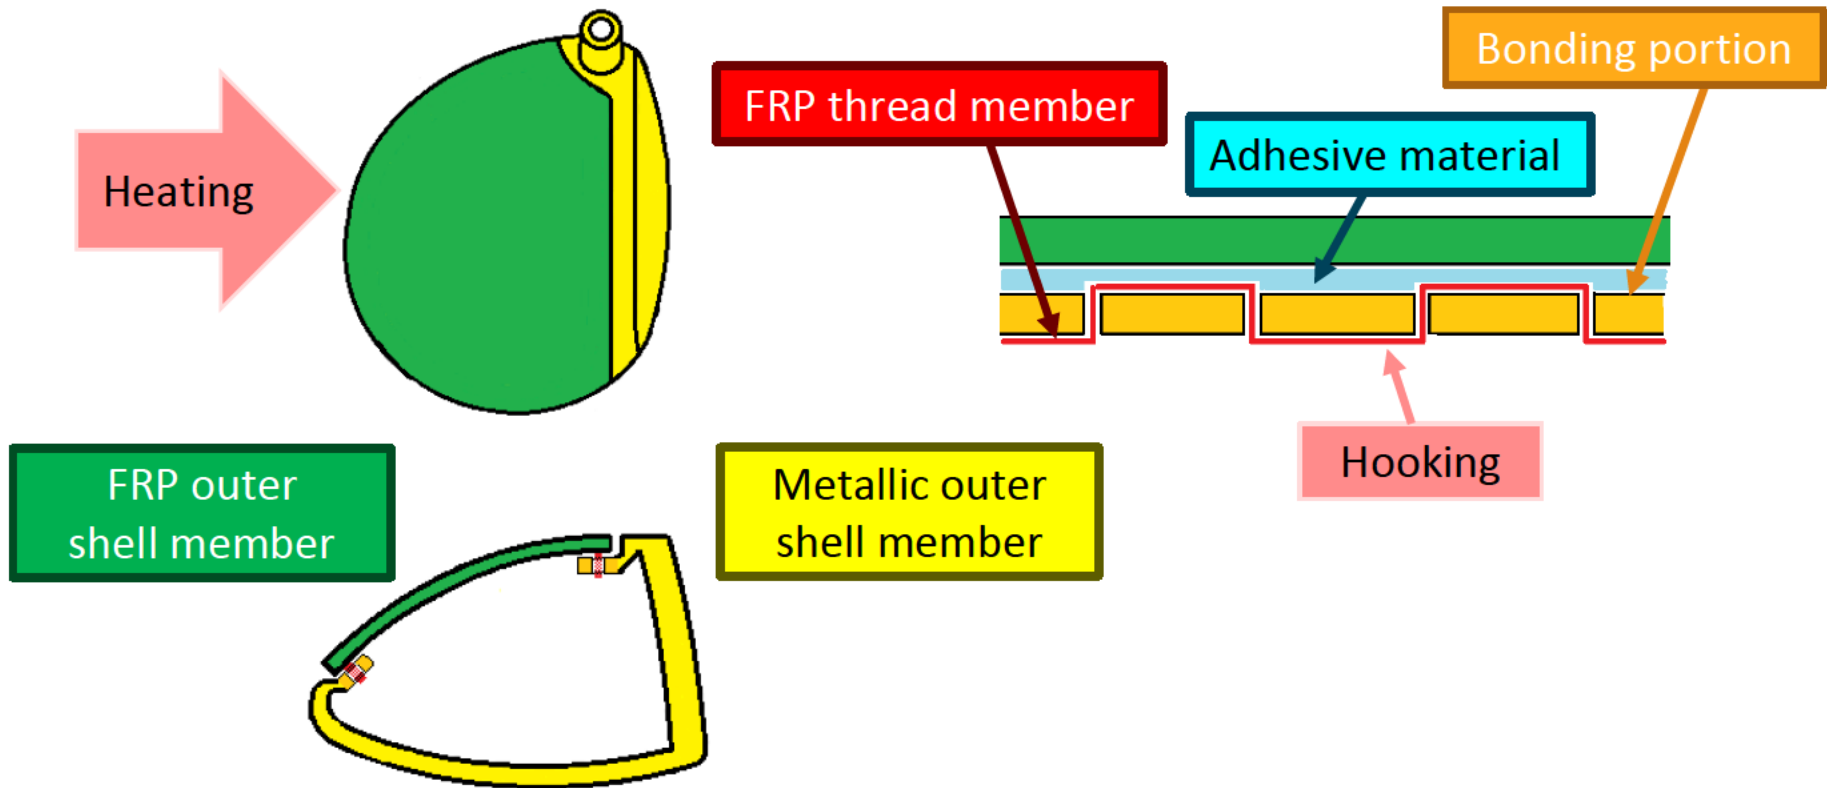 Bonding portion
FRP thread member
Adhesive material
Heating
Hooking
FRP outer
shell member
Metallic outer
shell member